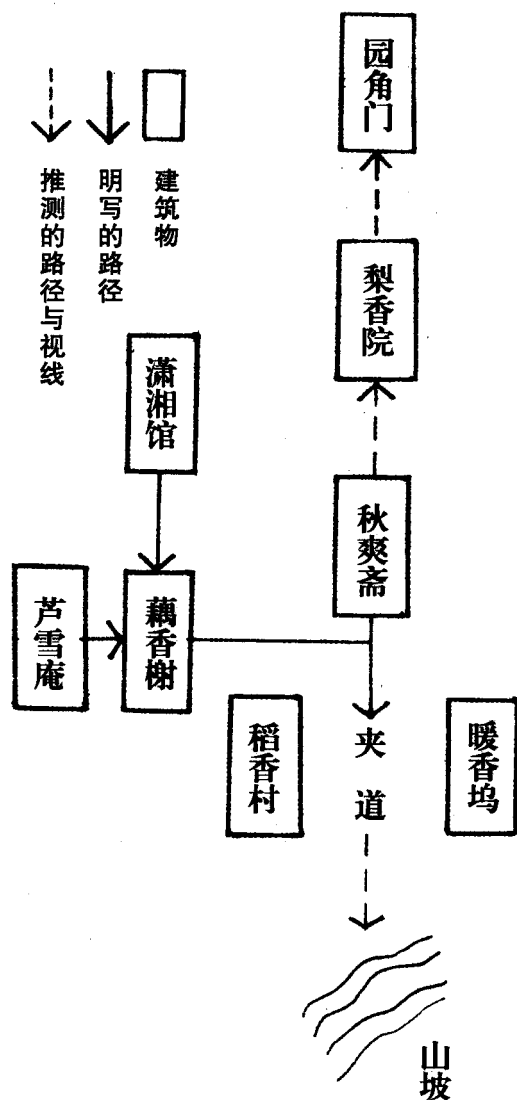 园角门
梨香院
秋爽斋
夹道
暖香坞
山坡
稻香村
藕香榭
潇湘馆
芦雪庵
建筑物
明写的路径
推测的路径与视线